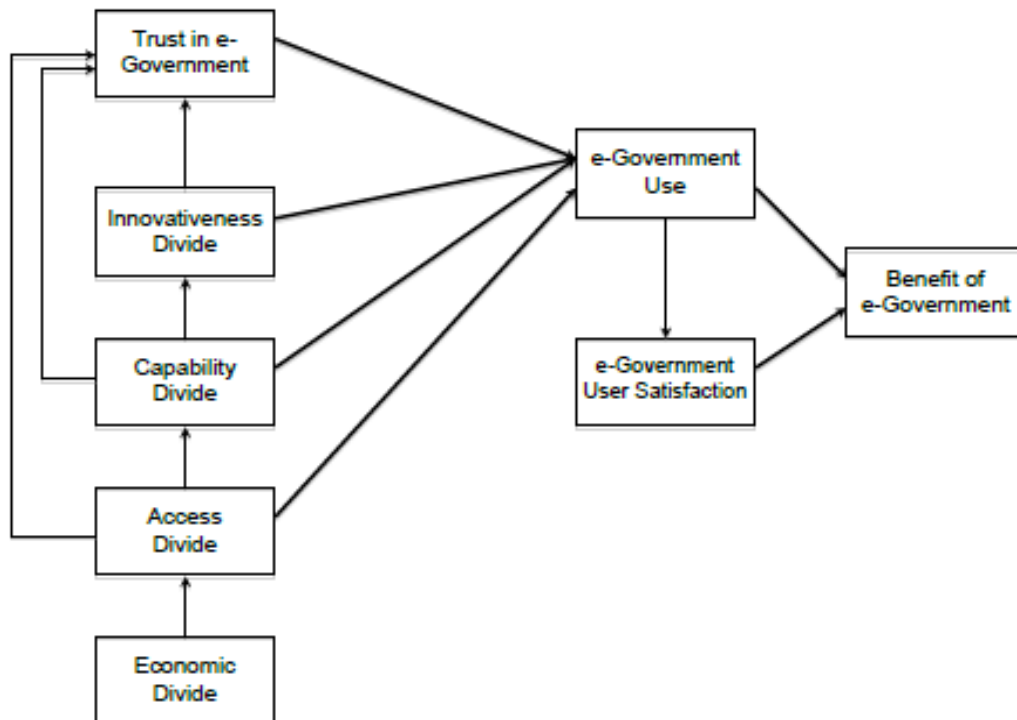 Trust in e-
Government
Innovativeness
Divide
Capability
Divide
Access
Divide
Economic
Divide
e-Government
Use
e-Government
User Satisfaction
Benefit of
e-Government